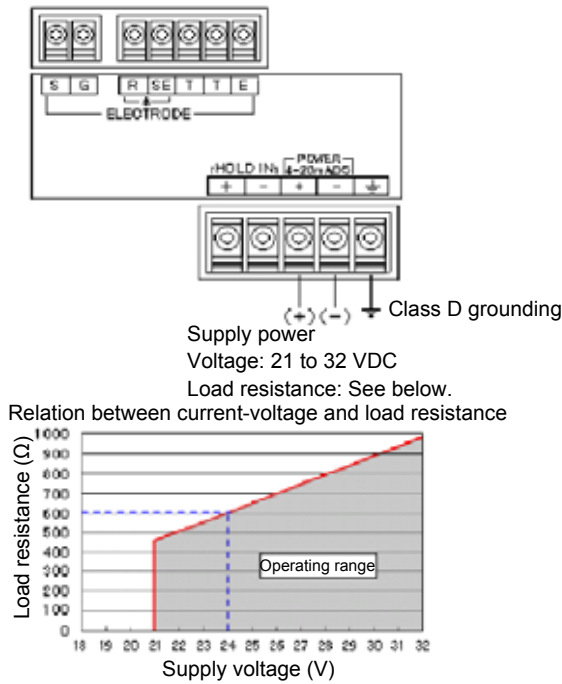 S G R SE T T E
ELECTRODE
HOLD IN POWER
4-20mADC
+ - + -
(+) (-) Class D grounding
Supply power
Voltage: 21 to 32 VDC
Load resistance: See below.
Relation between current-voltage and load resistance
Load resistance (Ω)
1000
900
800
700
600
500
400
300
200
100
0
Operating range
18 19 20 21 22 23 24 25 26 27 28 29 30 31 32
Supply voltage (V)